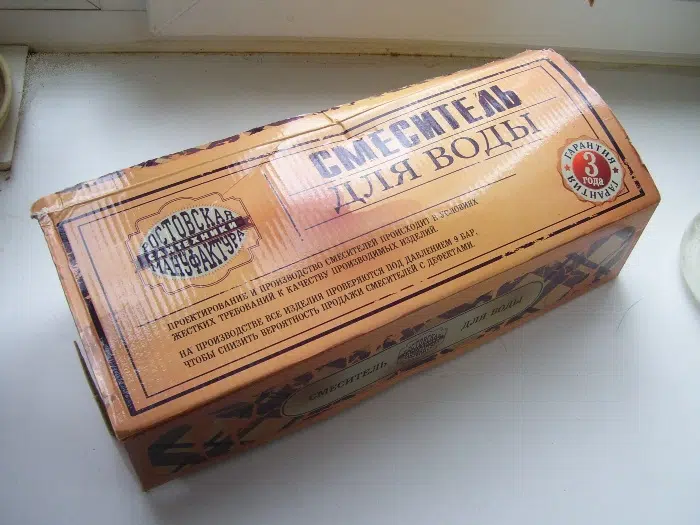 СМЕСИТЕЛЬ
ДЛЯ ВОДЫ
ГАРАНТИЯ
3
ГОДА
ГАРАНТИЯ
РОСТОВСКАЯ
МАНУФАКТУРА
ПРОЕКТИРОВАНИЕ И ПРОИЗВОДСТВО СМЕСИТЕЛЕЙ ПРОИСХОДИТ В УСЛОВИЯХ
ЖЕСТКИХ ТРЕБОВАНИЙ К КАЧЕСТВУ ПРОИЗВОДИМЫХ ИЗДЕЛИЙ.
НА ПРОИЗВОДСТВЕ ВСЕ ИЗДЕЛИЯ ПРОВЕРЯЮТСЯ ПОД ДАВЛЕНИЕМ 9 БАР,
ЧТОБЫ СНИЗИТЬ ВЕРОЯТНОСТЬ ПРОДАЖИ СМЕСИТЕЛЕЙ С ДЕФЕКТАМИ.
СМЕСИТЕЛЬ ДЛЯ ВОДЫ